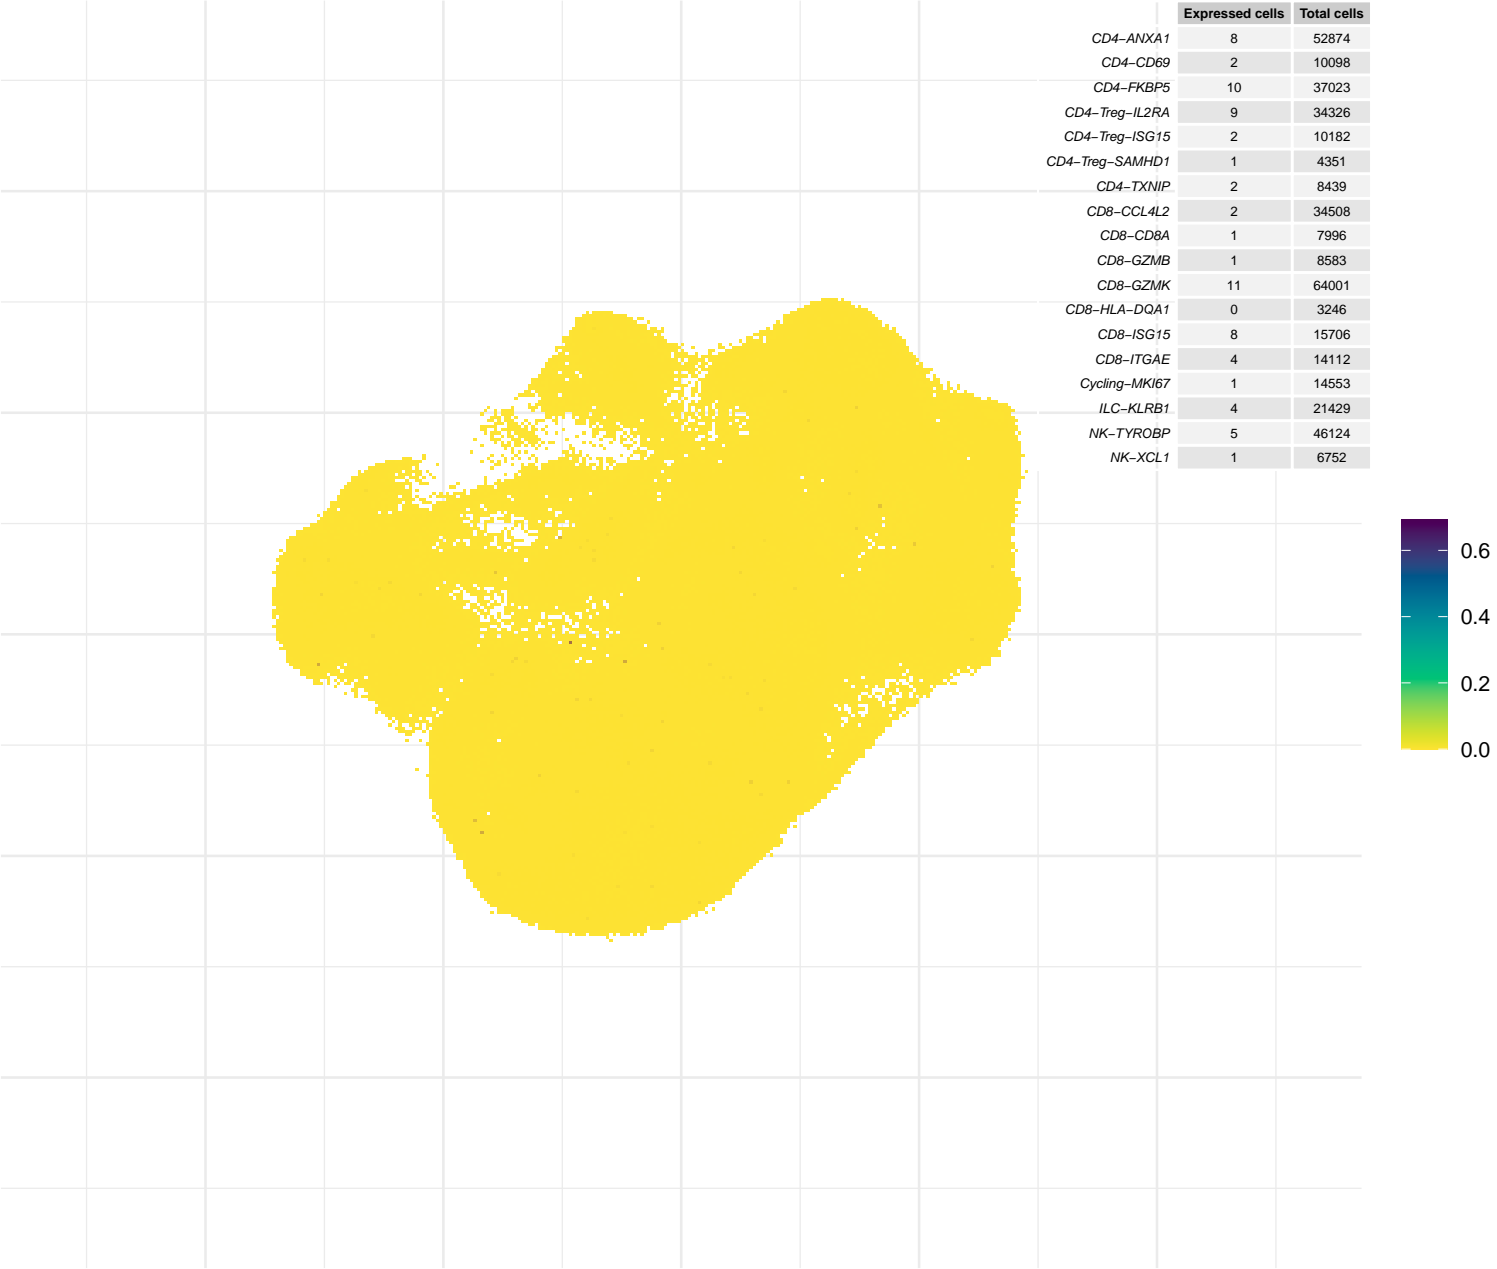 Expressed cells Total cells
CD4−ANXA1 8 52874
CD4−CD69 2 10098
CD4−FKBP5 10 37023
CD4−Treg−IL2RA 9 34326
CD4−Treg−ISG15 2 10182
CD4−Treg−SAMHD1 1 4351
CD4−TXNIP 2 8439
CD8−CCL4L2 2 34508
CD8−CD8A 1 7996
CD8−GZMB 1 8583
CD8−GZMK 11 64001
CD8−HLA−DQA1 0 3246
CD8−ISG15 8 15706
CD8−ITGAE 4 14112
Cycling−MKI67 1 14553
ILC−KLRB1 4 21429
NK−TYROBP 5 46124
NK−XCL1 1 6752
0.6
0.4
0.2
0.0